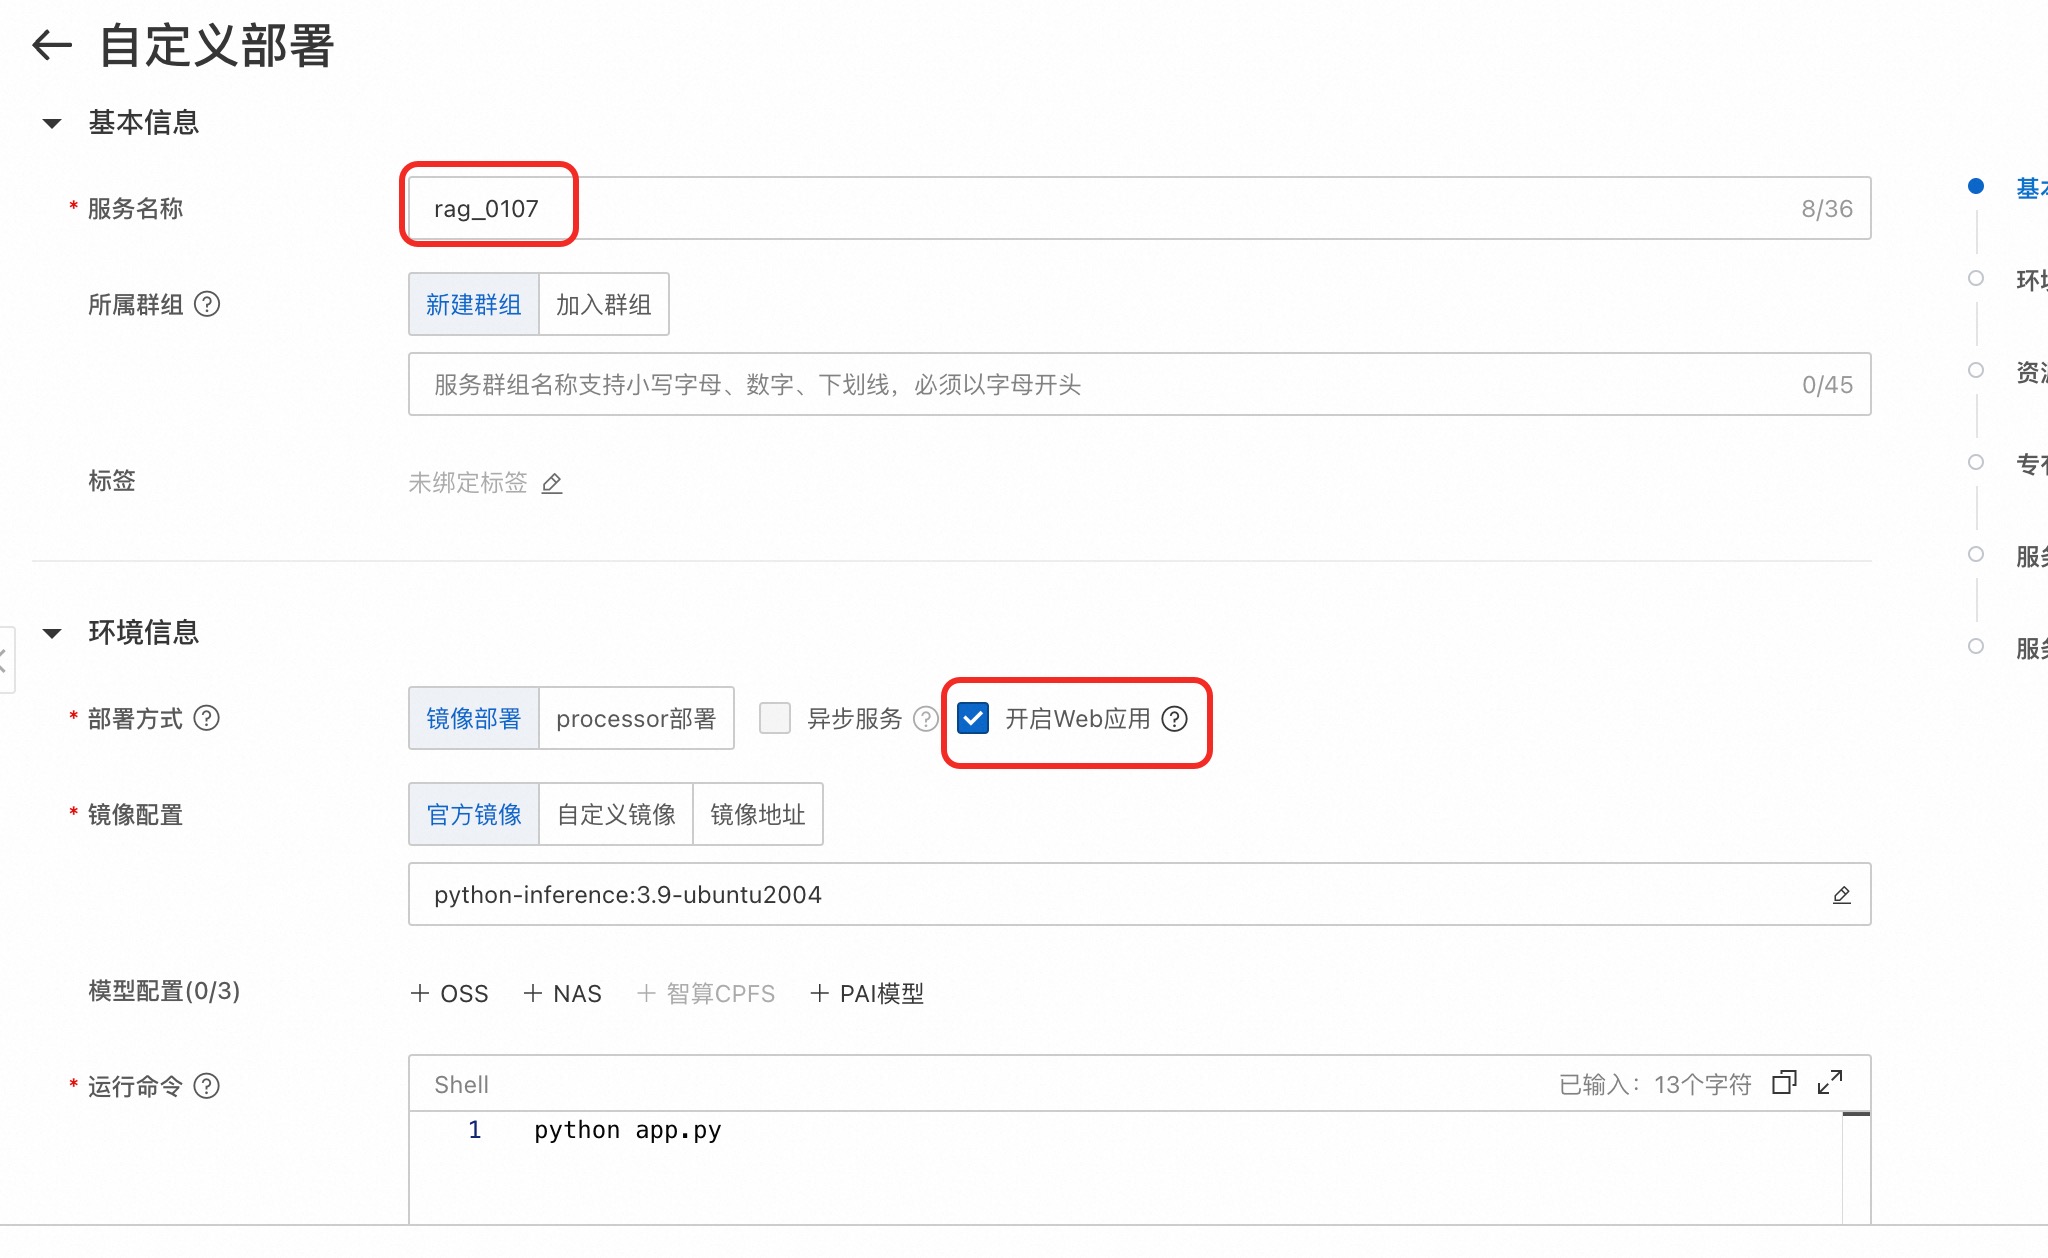 自定义部署
基本信息
* 服务名称 rag_0107 8/36
所属群组 新建群组 加入群组
服务群组名称支持小写字母、数字、下划线，必须以字母开头 0/45
标签 未绑定标签
环境信息
* 部署方式 镜像部署 processor部署 异步服务 开启Web应用
* 镜像配置 官方镜像 自定义镜像 镜像地址
python-inference:3.9-ubuntu2004
模型配置(0/3) + OSS + NAS + 智算CPFS + PAI模型
* 运行命令 Shell 已输入：13个字符
1 python app.py
基本
环境
资源
专有
服务
服务